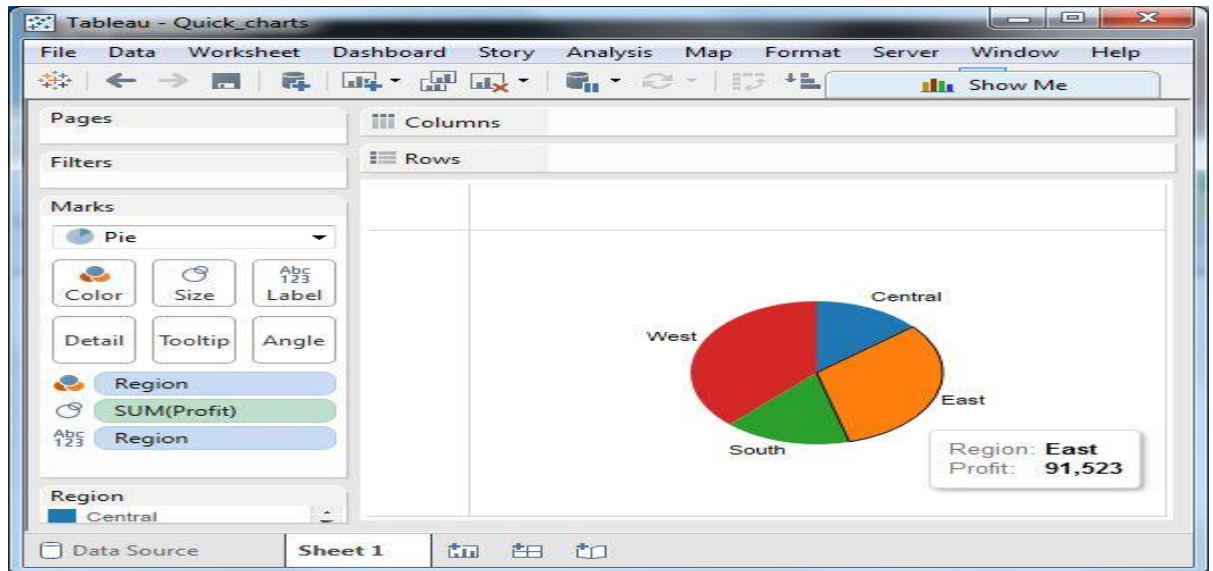 Tableau - Quick_charts
File Data Worksheet Dashboard Story Analysis Map Format Server Window Help
Show Me
Pages
Columns
Filters
Rows
Marks
Pie
Color Size Abc 123 Label
Detail Tooltip Angle
Region
SUM(Profit)
Abc 123 Region
Region
Central
Central
West
East
South
Region: East
Profit: 91,523
Data Source Sheet 1